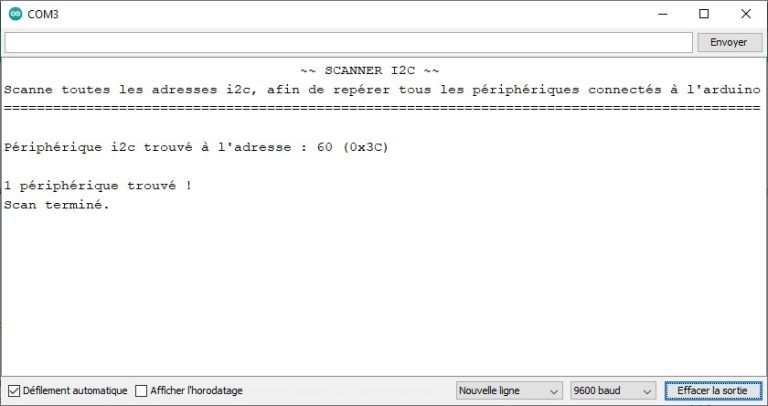 COM3
Envoyer
~~ SCANNER I2C ~~
Scanne toutes les adresses i2c, afin de repérer tous les périphériques connectés à l'arduino
============================================================================================
Périphérique i2c trouvé à l'adresse : 60 (0x3C)
1 périphérique trouvé !
Scan terminé.
Défilement automatique Afficher l'horodatage Nouvelle ligne 9600 baud Effacer la sortie